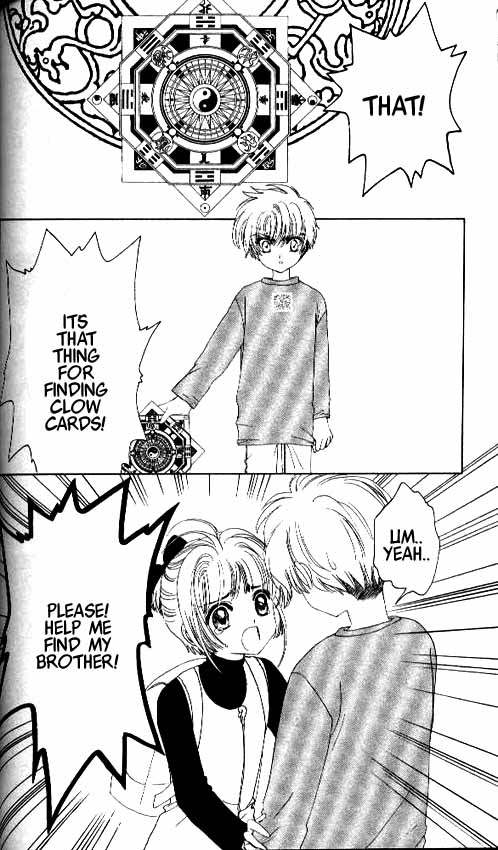 THAT!
ITS
THAT
THING
FOR
FINDING
CLOW
CARDS!
UM..
YEAH..
PLEASE!
HELP ME
FIND MY
BROTHER!